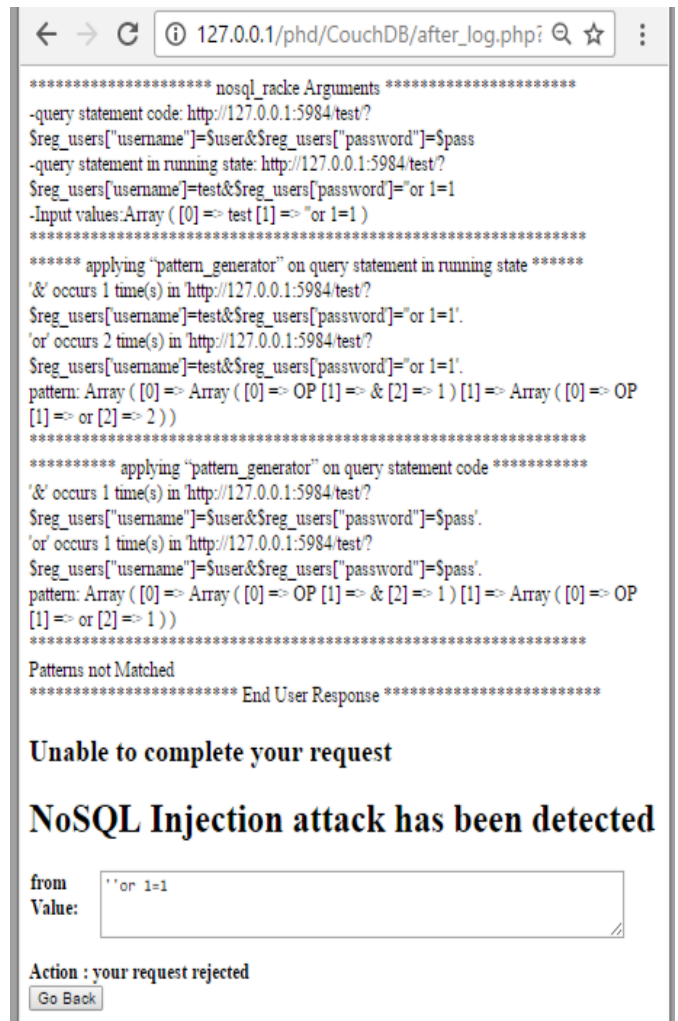 127.0.0.1/phd/CouchDB/after_log.php?
********************** nosql_racke Arguments **********************
-query statement code: http://127.0.0.1:5984/test/?
$reg_users["username"]=$user&$reg_users["password"]=$pass
-query statement in running state: http://127.0.0.1:5984/test/?
$reg_users['username']=test&$reg_users['password']=''or 1=1
-Input values:Array ( [0] => test [1] => ''or 1=1 )
****************************************************************
****** applying “pattern_generator” on query statement in running state ******
'&' occurs 1 time(s) in 'http://127.0.0.1:5984/test/?
$reg_users['username']=test&$reg_users['password']=''or 1=1'.
'or' occurs 2 time(s) in 'http://127.0.0.1:5984/test/?
$reg_users['username']=test&$reg_users['password']=''or 1=1'.
pattern: Array ( [0] => Array ( [0] => OP [1] => & [2] => 1 ) [1] => Array ( [0] => OP
[1] => or [2] => 2 ) )
****************************************************************
********** applying “pattern_generator” on query statement code ***********
'&' occurs 1 time(s) in 'http://127.0.0.1:5984/test/?
$reg_users["username"]=$user&$reg_users["password"]=$pass'.
'or' occurs 1 time(s) in 'http://127.0.0.1:5984/test/?
$reg_users["username"]=$user&$reg_users["password"]=$pass'.
pattern: Array ( [0] => Array ( [0] => OP [1] => & [2] => 1 ) [1] => Array ( [0] => OP
[1] => or [2] => 1 ) )
****************************************************************
Patterns not Matched
************************ End User Response *************************
Unable to complete your request
NoSQL Injection attack has been detected
from Value:
''or 1=1
Action : your request rejected
Go Back